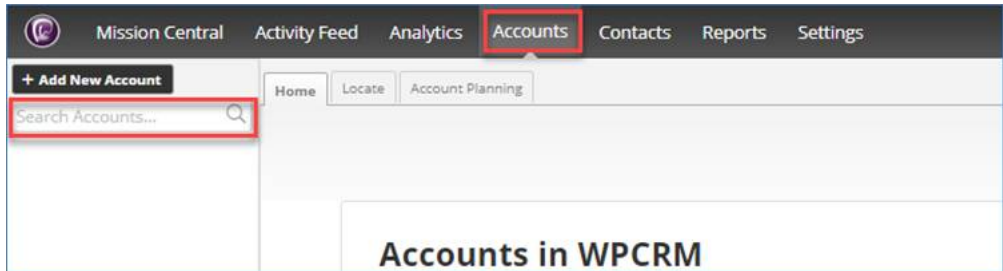 Mission Central Activity Feed Analytics Accounts Contacts Reports Settings
+ Add New Account
Home Locate Account Planning
Search Accounts...
Accounts in WPCRM